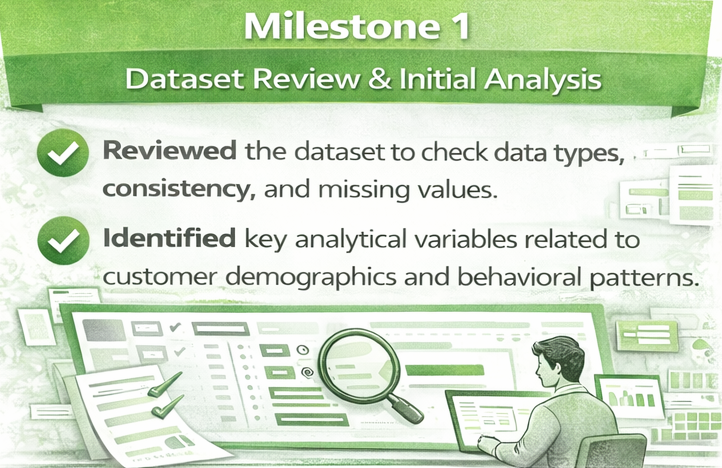 Milestone 1
Dataset Review & Initial Analysis
Reviewed the dataset to check data types,
consistency, and missing values.
Identified key analytical variables related to
customer demographics and behavioral patterns.